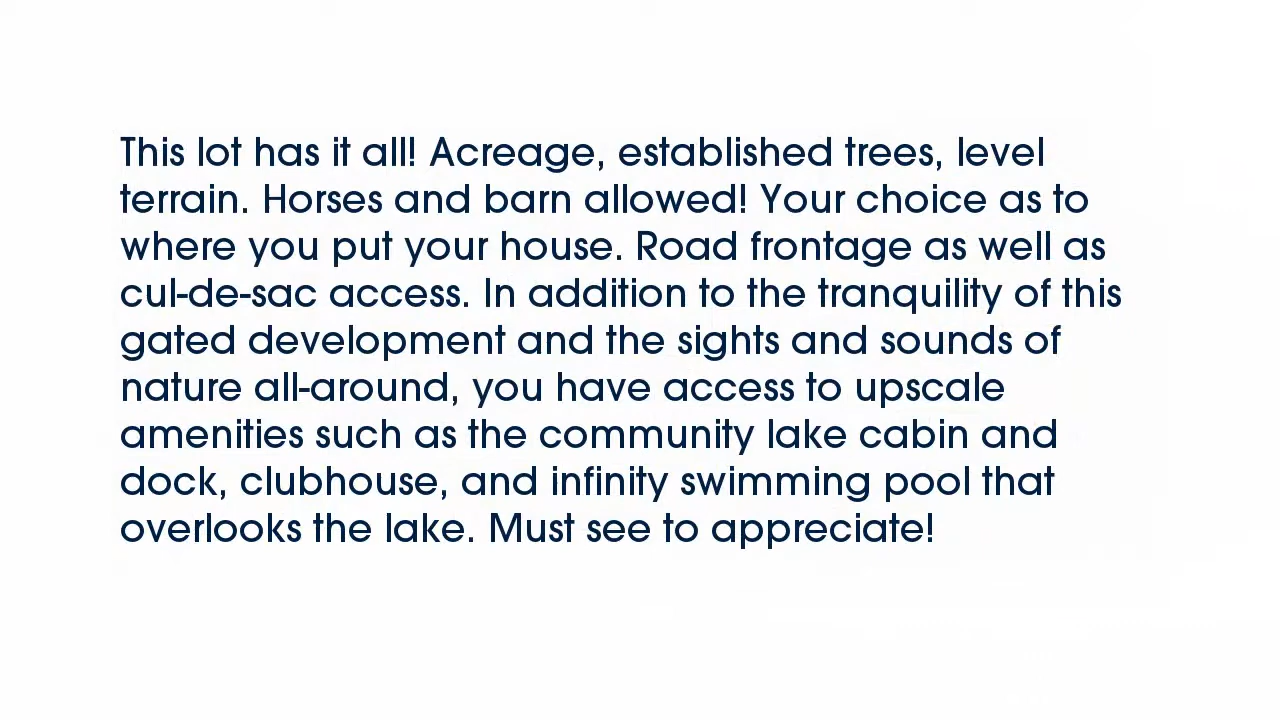 This lot has it all! Acreage, established trees, level
terrain. Horses and barn allowed! Your choice as to
where you put your house. Road frontage as well as
cul-de-sac access. In addition to the tranquility of this
gated development and the sights and sounds of
nature all-around, you have access to upscale
amenities such as the community lake cabin and
dock, clubhouse, and infinity swimming pool that
overlooks the lake. Must see to appreciate!